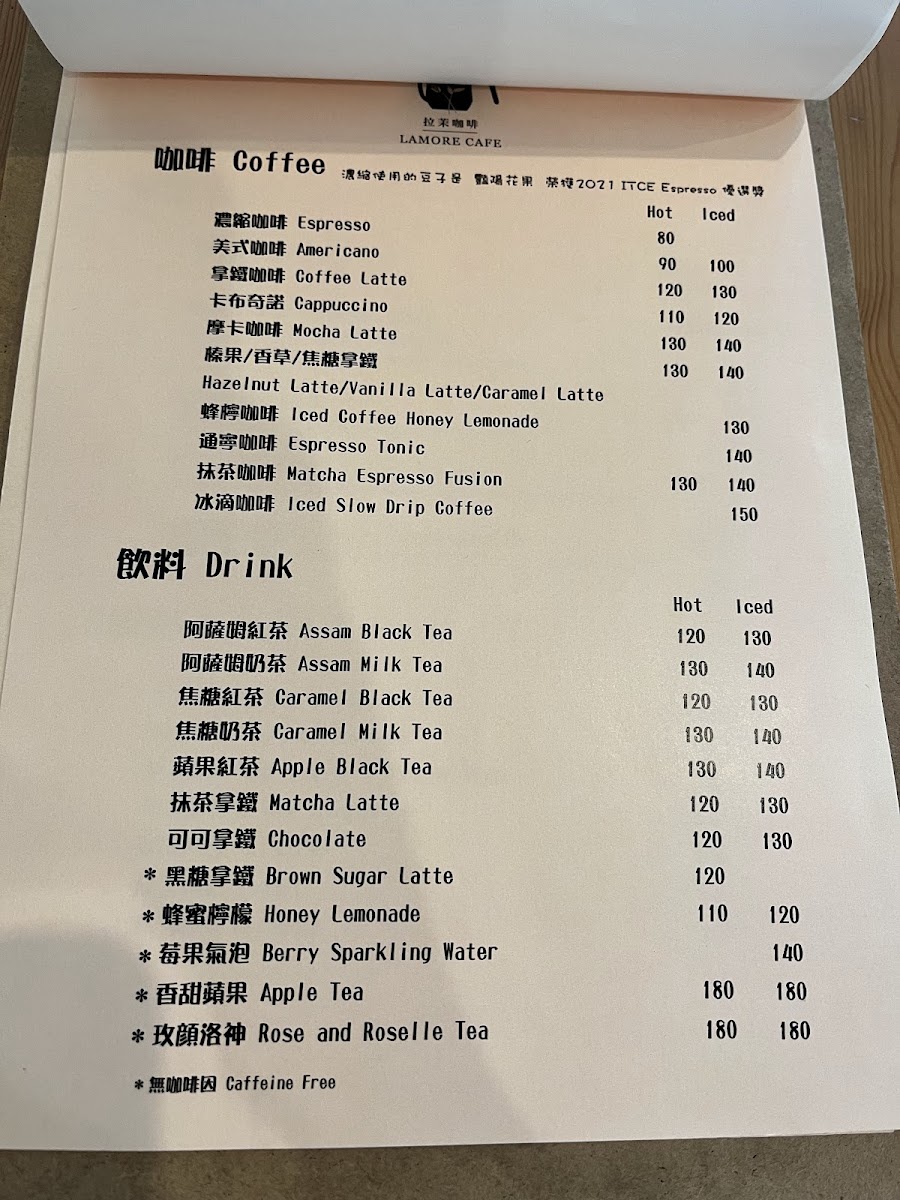 拉茉咖啡
LAMORE CAFE
咖啡 Coffee 濃縮使用的豆子是 豔陽花果 榮獲2021 ITCE Espresso 優選獎
Hot Iced
濃縮咖啡 Espresso 80
美式咖啡 Americano 90 100
拿鐵咖啡 Coffee Latte 120 130
卡布奇諾 Cappuccino 110 120
摩卡咖啡 Mocha Latte 130 140
榛果/香草/焦糖拿鐵 130 140
Hazelnut Latte/Vanilla Latte/Caramel Latte
蜂檸咖啡 Iced Coffee Honey Lemonade 130
通寧咖啡 Espresso Tonic 140
抹茶咖啡 Matcha Espresso Fusion 130 140
冰滴咖啡 Iced Slow Drip Coffee 150
飲料 Drink
Hot Iced
阿薩姆紅茶 Assam Black Tea 120 130
阿薩姆奶茶 Assam Milk Tea 130 140
焦糖紅茶 Caramel Black Tea 120 130
焦糖奶茶 Caramel Milk Tea 130 140
蘋果紅茶 Apple Black Tea 130 140
抹茶拿鐵 Matcha Latte 120 130
可可拿鐵 Chocolate 120 130
*黑糖拿鐵 Brown Sugar Latte 120
*蜂蜜檸檬 Honey Lemonade 110 120
*莓果氣泡 Berry Sparkling Water 140
*香甜蘋果 Apple Tea 180 180
*玫顏洛神 Rose and Roselle Tea 180 180
*無咖啡因 Caffeine Free